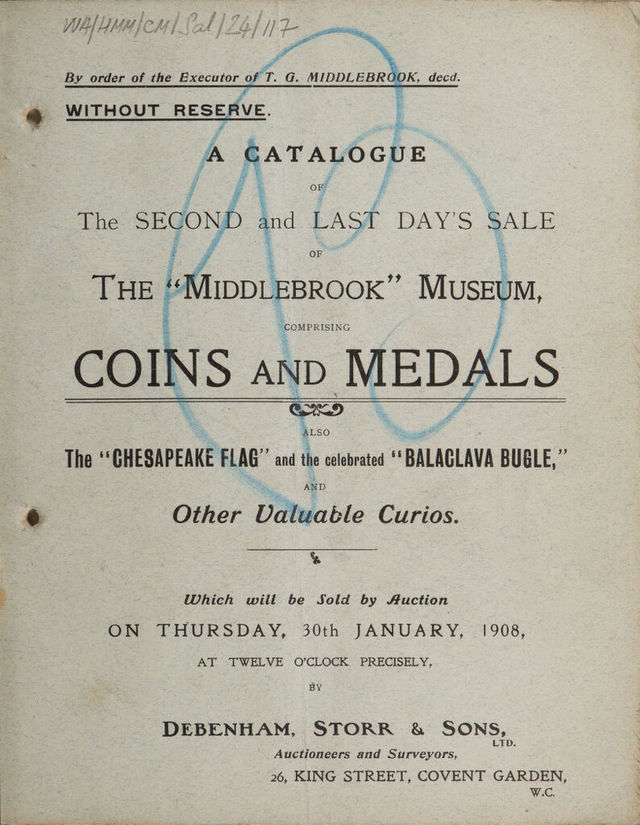 WA/HMM/CM/Sal/24/117
By order of the Executor of T. G. MIDDLEBROOK, decd.
WITHOUT RESERVE.
A CATALOGUE
OF
The SECOND and LAST DAY'S SALE
OF
THE "MIDDLEBROOK" MUSEUM,
COMPRISING
COINS AND MEDALS
ALSO
The "CHESAPEAKE FLAG" and the celebrated "BALACLAVA BUGLE,"
AND
Other Valuable Curios.
Which will be Sold by Auction
ON THURSDAY, 30th JANUARY, 1908,
AT TWELVE O'CLOCK PRECISELY,
BY
DEBENHAM, STORR & SONS,
LTD.
Auctioneers and Surveyors,
26, KING STREET, COVENT GARDEN,
W.C.